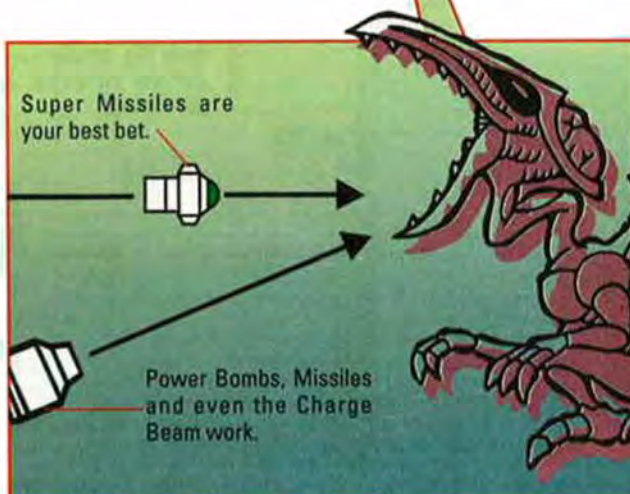 Super Missiles are
your best bet.
Power Bombs, Missiles
and even the Charge
Beam work.